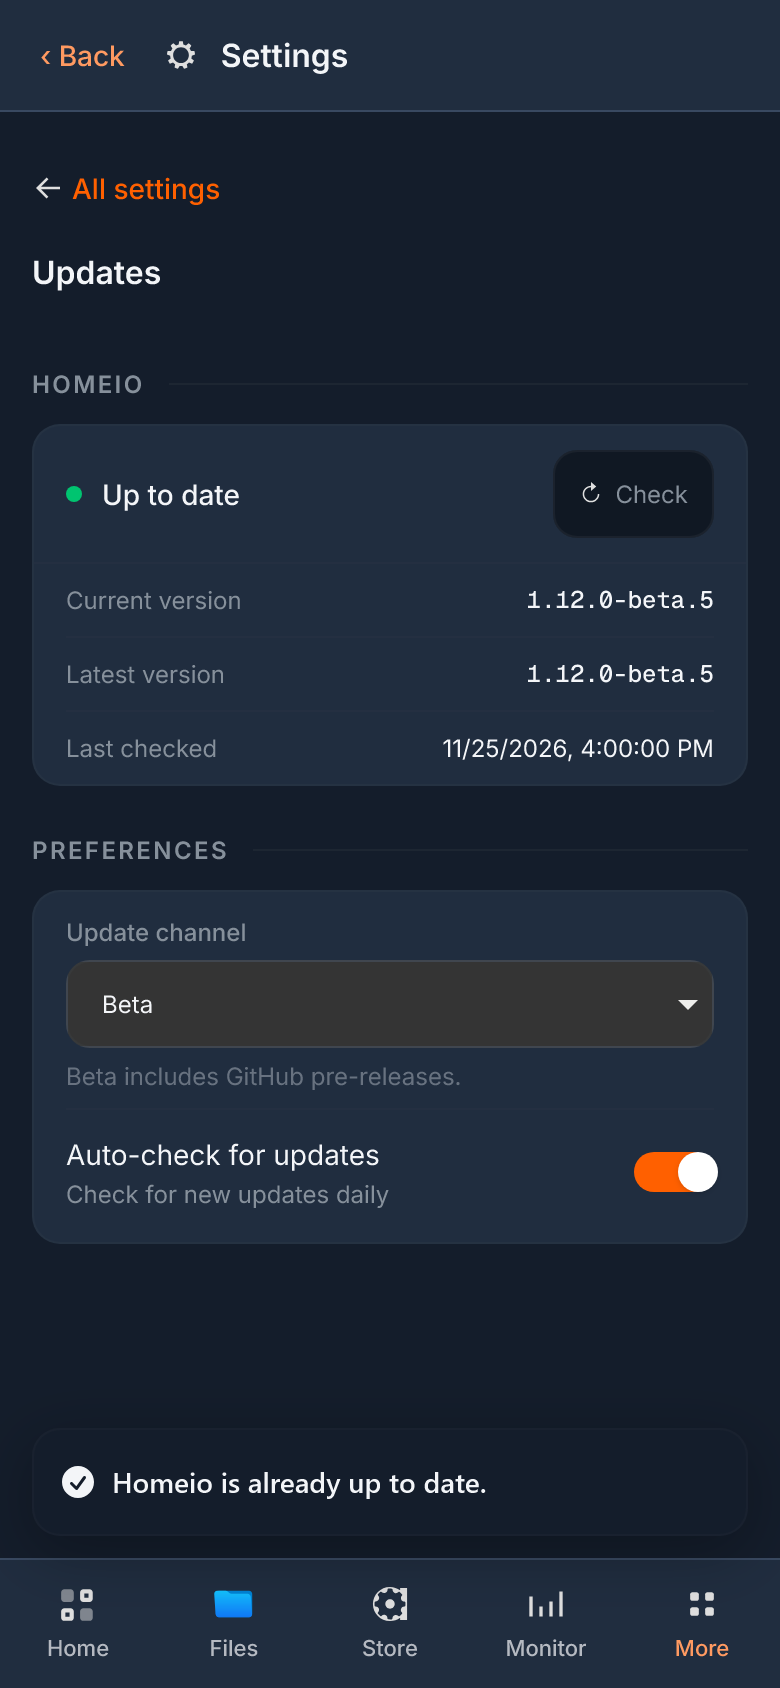 ‹ Back Settings
← All settings
Updates
HOMEIO
Up to date Check
Current version 1.12.0-beta.5
Latest version 1.12.0-beta.5
Last checked 11/25/2026, 4:00:00 PM
PREFERENCES
Update channel
Beta
Beta includes GitHub pre-releases.
Auto-check for updates
Check for new updates daily
Homeio is already up to date.
Home Files Store Monitor More